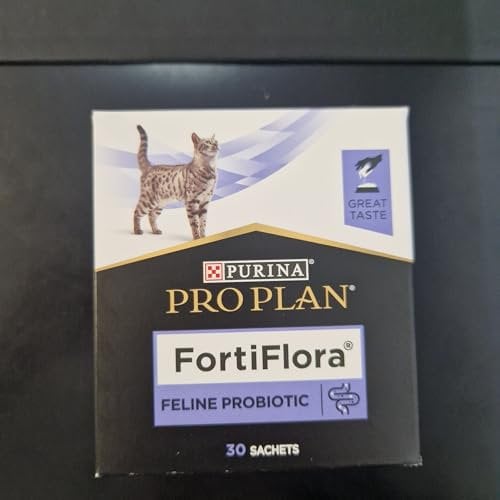 GREAT
TASTE
PURINA®
PRO PLAN®
FortiFlora®
FELINE PROBIOTIC
30 SACHETS